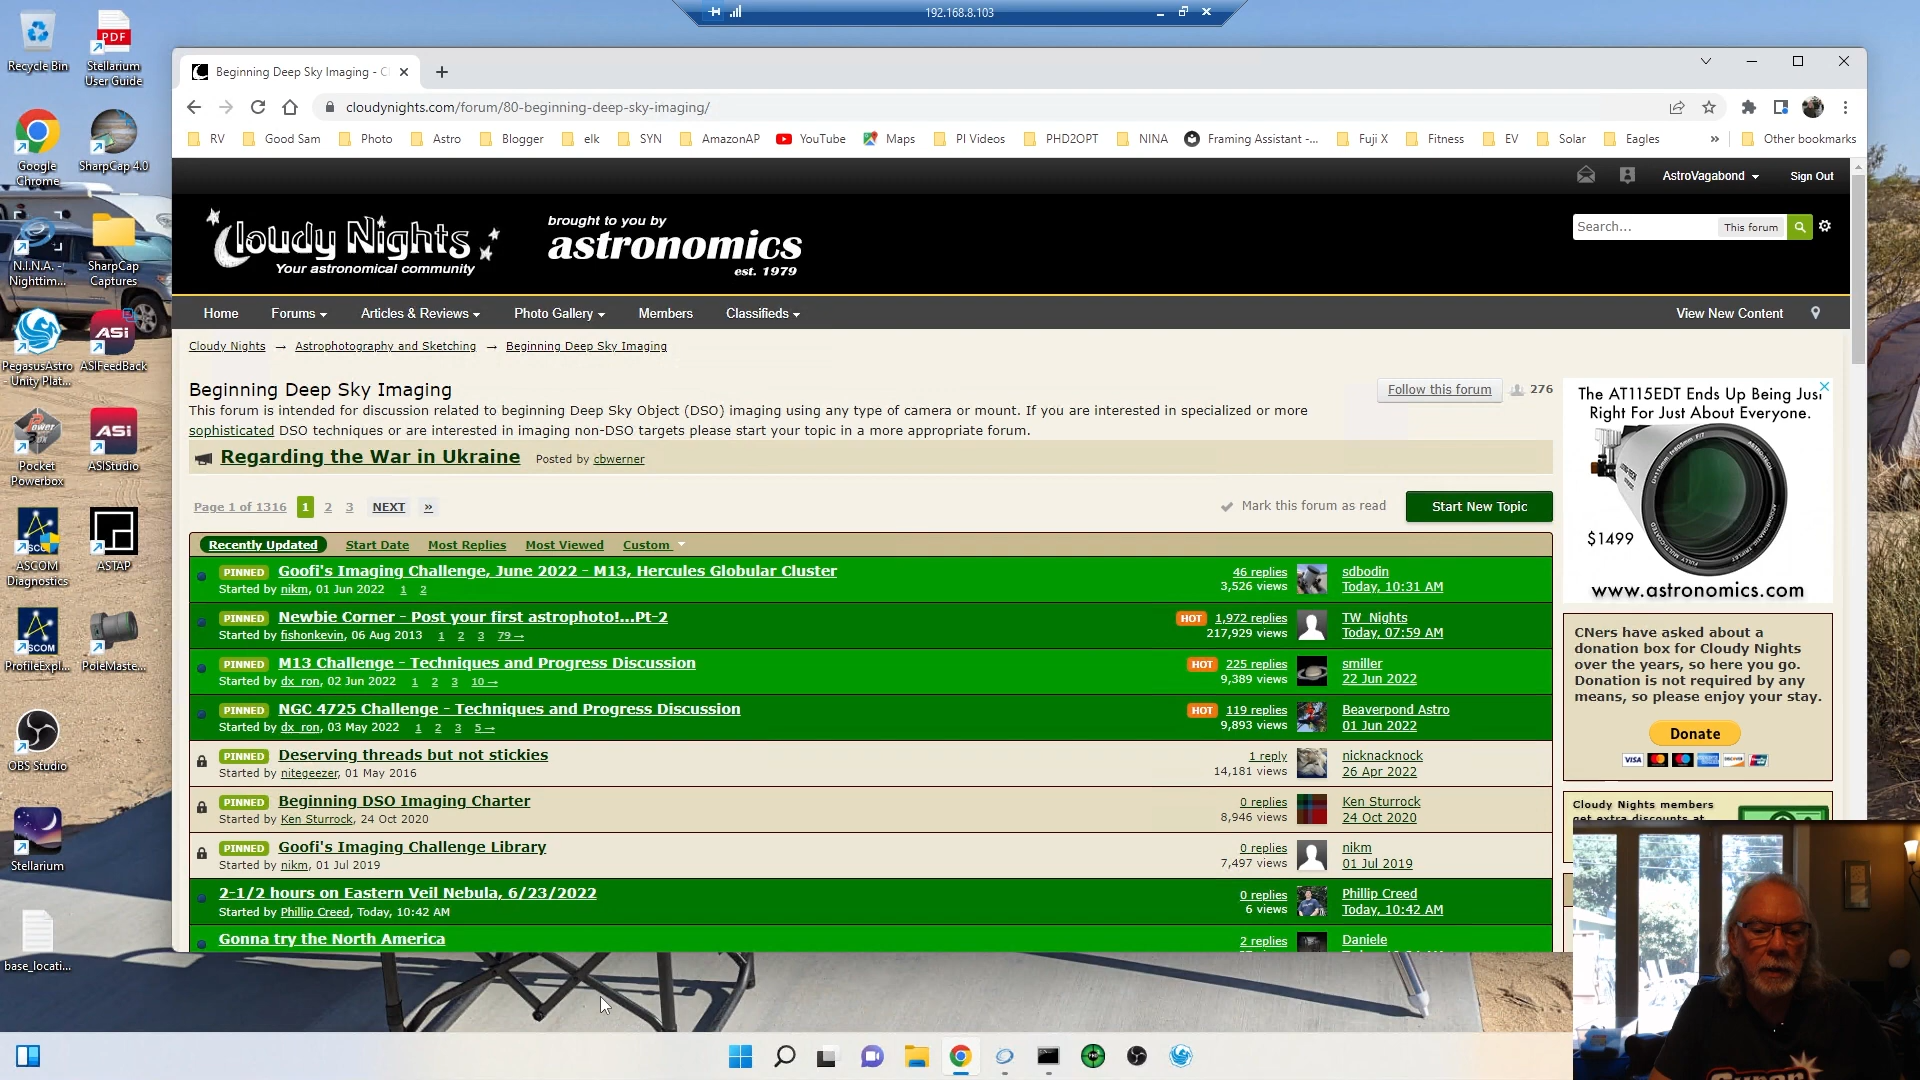 192.168.8.103
Recycle Bin
Stellarium User Guide
PDF
Google Chrome
SharpCap 4.0
N.I.N.A. - Nighttim...
SharpCap Captures
PegasusAstro - Unity Plat...
ASIFeedBack
Pocket Powerbox
ASIStudio
ASCOM Diagnostics
ASTAP
ProfileExpl...
PoleMaste...
OBS Studio
Stellarium
base_locati...
Beginning Deep Sky Imaging - C
cloudynights.com/forum/80-beginning-deep-sky-imaging/
RV Good Sam Photo Astro Blogger elk SYN AmazonAP YouTube Maps PI Videos PHD2OPT NINA Framing Assistant -... Fuji X Fitness EV Solar Eagles » Other bookmarks
AstroVagabond Sign Out
Cloudy Nights
Your astronomical community
brought to you by
astronomics
est. 1979
Search... This forum
Home Forums Articles & Reviews Photo Gallery Members Classifieds View New Content
Cloudy Nights → Astrophotography and Sketching → Beginning Deep Sky Imaging
Beginning Deep Sky Imaging
Follow this forum 276
This forum is intended for discussion related to beginning Deep Sky Object (DSO) imaging using any type of camera or mount. If you are interested in specialized or more
sophisticated DSO techniques or are interested in imaging non-DSO targets please start your topic in a more appropriate forum.
Regarding the War in Ukraine Posted by cbwerner
Page 1 of 1316 1 2 3 NEXT »
Mark this forum as read Start New Topic
Recently Updated Start Date Most Replies Most Viewed Custom
PINNED Goofi's Imaging Challenge, June 2022 - M13, Hercules Globular Cluster 46 replies sdbodin
Started by nikm, 01 Jun 2022 1 2 3,526 views Today, 10:31 AM
PINNED Newbie Corner - Post your first astrophoto!...Pt-2 HOT 1,972 replies TW_Nights
Started by fishonkevin, 06 Aug 2013 1 2 3 79 → 217,929 views Today, 07:59 AM
PINNED M13 Challenge - Techniques and Progress Discussion HOT 225 replies smiller
Started by dx_ron, 02 Jun 2022 1 2 3 10 → 9,389 views 22 Jun 2022
PINNED NGC 4725 Challenge - Techniques and Progress Discussion HOT 119 replies Beaverpond Astro
Started by dx_ron, 03 May 2022 1 2 3 5 → 9,893 views 01 Jun 2022
PINNED Deserving threads but not stickies 1 reply nicknacknock
Started by nitegeezer, 01 May 2016 14,181 views 26 Apr 2022
PINNED Beginning DSO Imaging Charter 0 replies Ken Sturrock
Started by Ken Sturrock, 24 Oct 2020 8,946 views 24 Oct 2020
PINNED Goofi's Imaging Challenge Library 0 replies nikm
Started by nikm, 01 Jul 2019 7,497 views 01 Jul 2019
2-1/2 hours on Eastern Veil Nebula, 6/23/2022 0 replies Phillip Creed
Started by Phillip Creed, Today, 10:42 AM 6 views Today, 10:42 AM
Gonna try the North America 2 replies Daniele
The AT115EDT Ends Up Being Just
Right For Just About Everyone.
$1499
www.astronomics.com
CNers have asked about a
donation box for Cloudy Nights
over the years, so here you go.
Donation is not required by any
means, so please enjoy your stay.
Donate
VISA
Cloudy Nights members
get extra discounts at